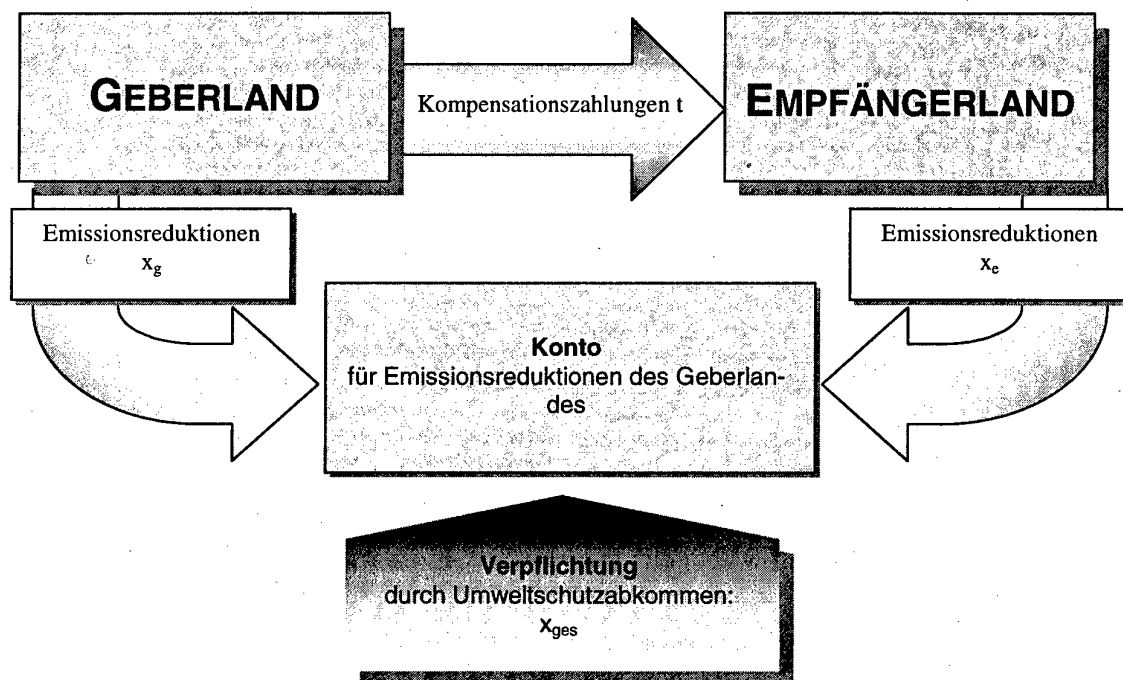 GEBERLAND
Kompensationszahlungen t
EMPFÄNGERLAND
Emissionsreduktionen
x_g
Emissionsreduktionen
x_e
Konto
für Emissionsreduktionen des Geberlan-
des
Verpflichtung
durch Umweltschutzabkommen:
x_ges